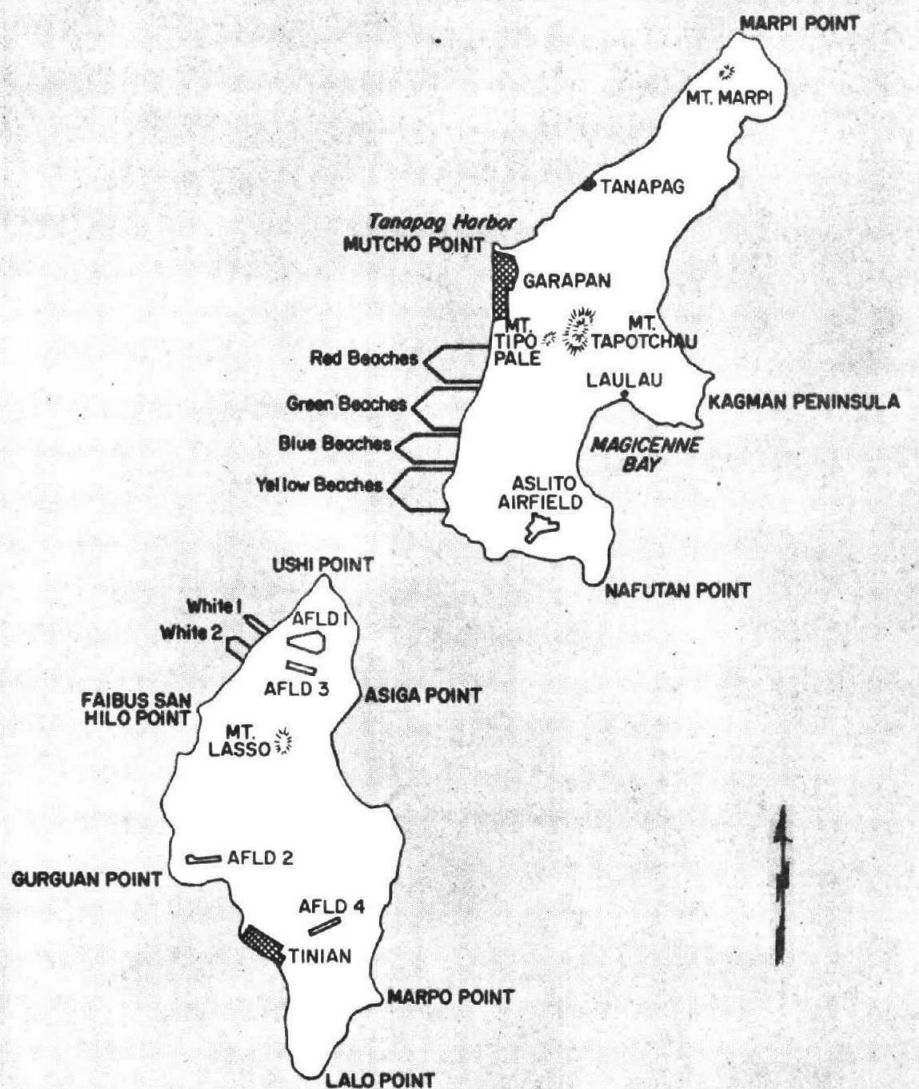 MARPI POINT
MT. MARPI
TANAPAG
Tanapag Harbor
MUTCHO POINT
GARAPAN
MT.
TIPO
PALE
MT.
TAPOTCHAU
Red Beaches
LAULAU
KAGMAN PENINSULA
Green Beaches
Blue Beaches
MAGICENNE
BAY
Yellow Beaches
ASLITO
AIRFIELD
NAFUTAN POINT
USHI POINT
White 1
White 2
AFLD 1
AFLD 3
ASIGA POINT
FAIBUS SAN
HILO POINT
MT.
LASSO
AFLD 2
GURGUAN POINT
AFLD 4
TINIAN
MARPO POINT
LALO POINT